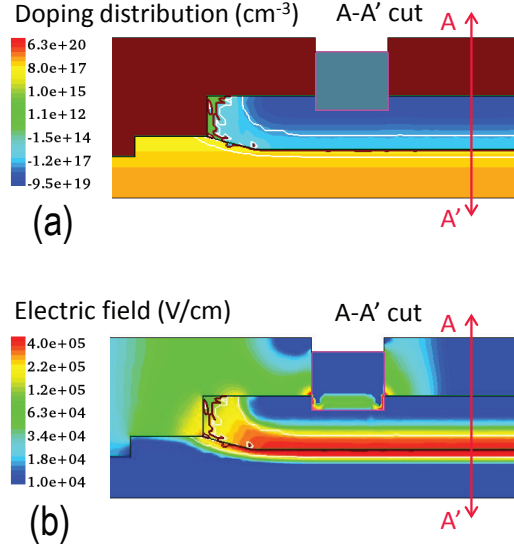 Doping distribution (cm-3)
A-A' cut
A
6.3e+20
8.0e+17
1.0e+15
1.1e+12
-1.5e+14
-1.2e+17
-9.5e+19
A'
(a)
Electric field (V/cm)
A-A' cut
A
4.0e+05
2.2e+05
1.2e+05
6.3e+04
3.4e+04
1.8e+04
1.0e+04
A'
(b)